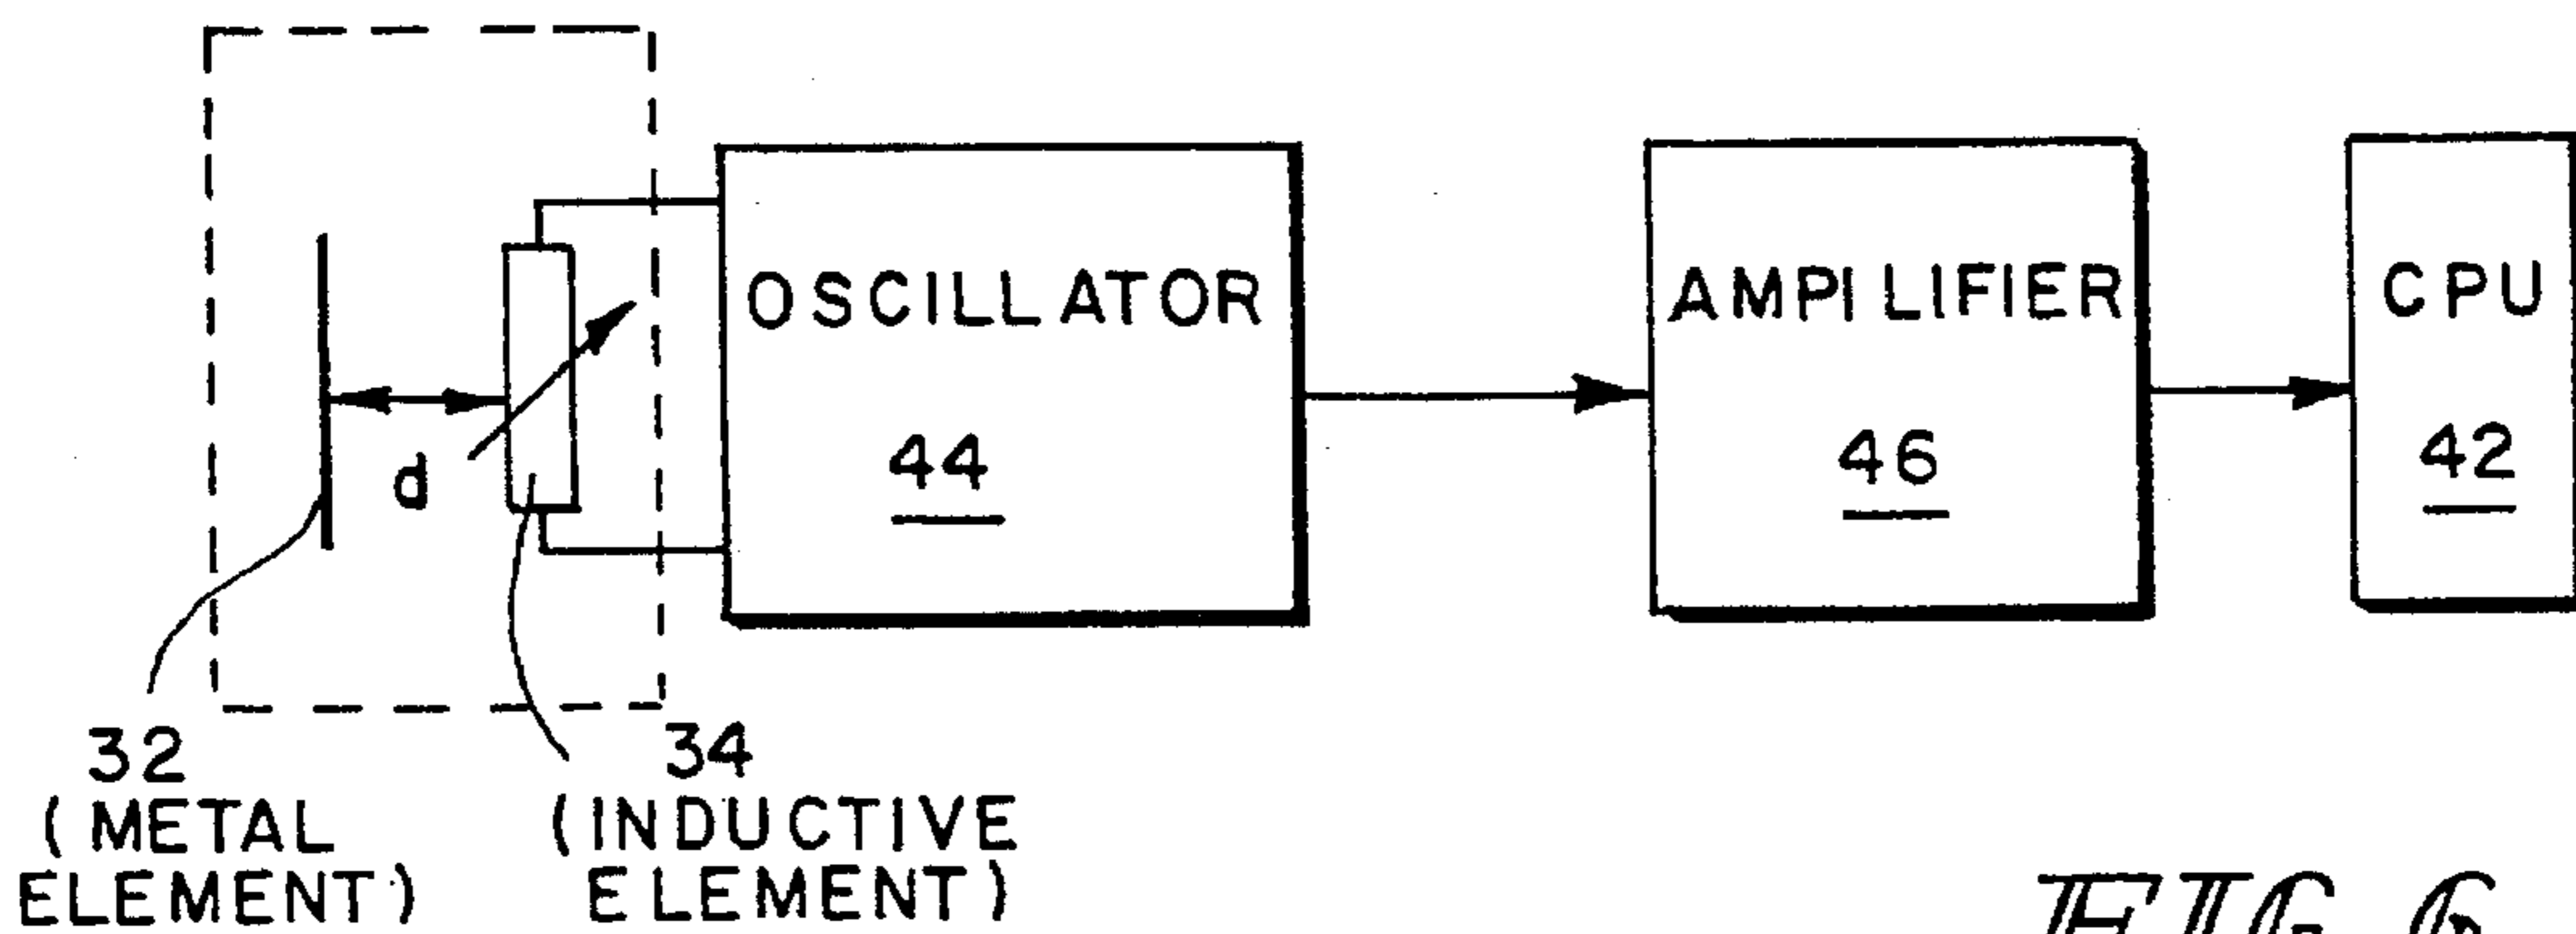 OSCILLATOR
44
AMPILIFIER
46
CPU
42
d
32
(METAL
ELEMENT)
34
(INDUCTIVE
ELEMENT)
FIG. 6